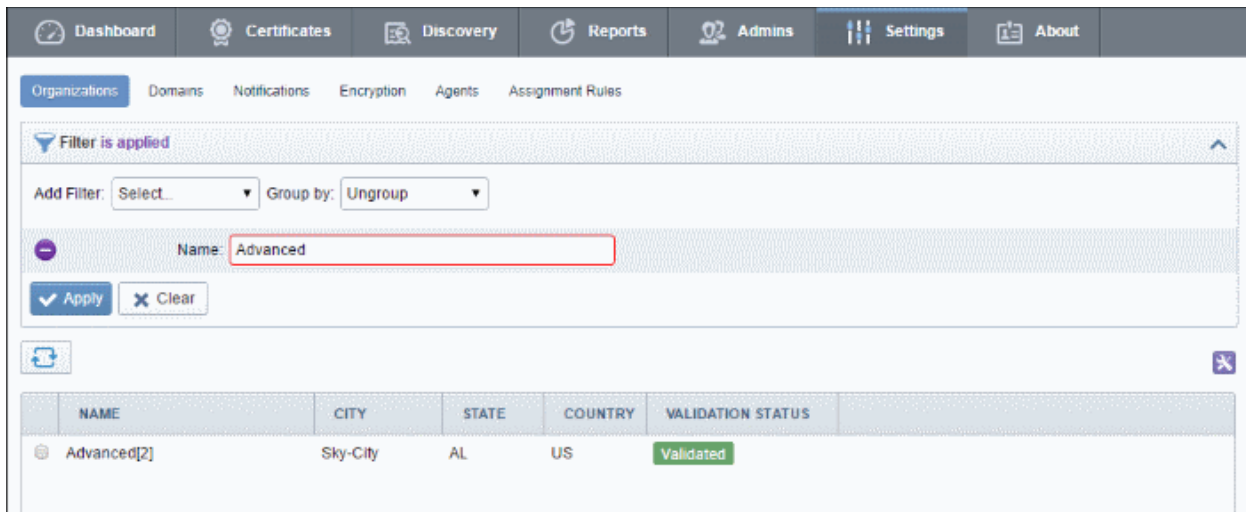 Dashboard Certificates Discovery Reports Admins Settings About
Organizations Domains Notifications Encryption Agents Assignment Rules
Filter is applied
Add Filter: Select... Group by: Ungroup
Name: Advanced
Apply Clear
NAME CITY STATE COUNTRY VALIDATION STATUS
Advanced[2] Sky-City AL US Validated